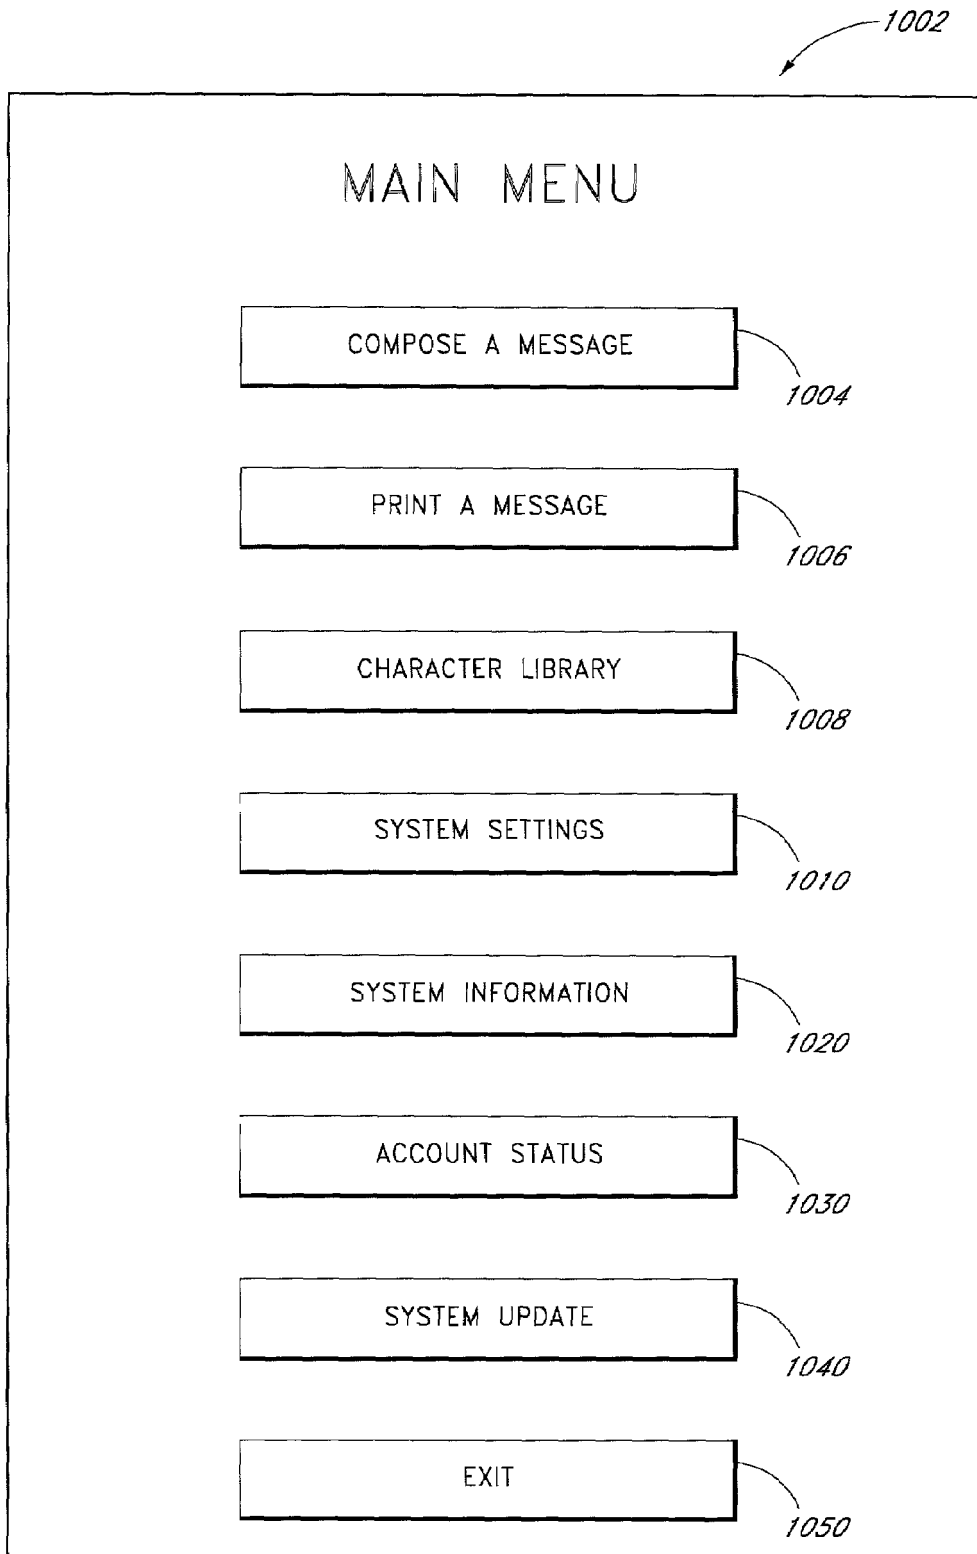 1002
MAIN MENU
COMPOSE A MESSAGE
1004
PRINT A MESSAGE
1006
CHARACTER LIBRARY
1008
SYSTEM SETTINGS
1010
SYSTEM INFORMATION
1020
ACCOUNT STATUS
1030
SYSTEM UPDATE
1040
EXIT
1050